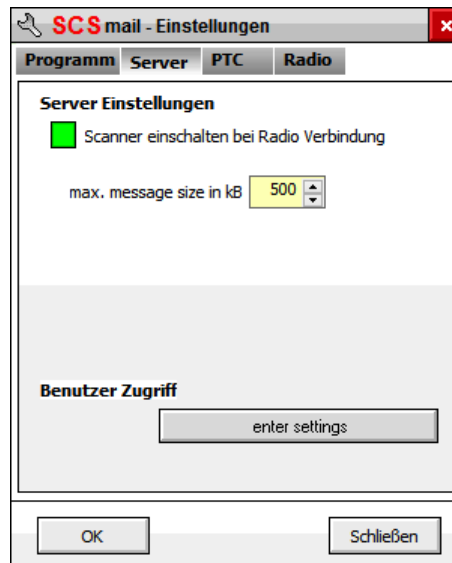 SCS mail - Einstellungen
Programm Server PTC Radio
Server Einstellungen
Scanner einschalten bei Radio Verbindung
max. message size in kB 500
Benutzer Zugriff
enter settings
OK Schließen